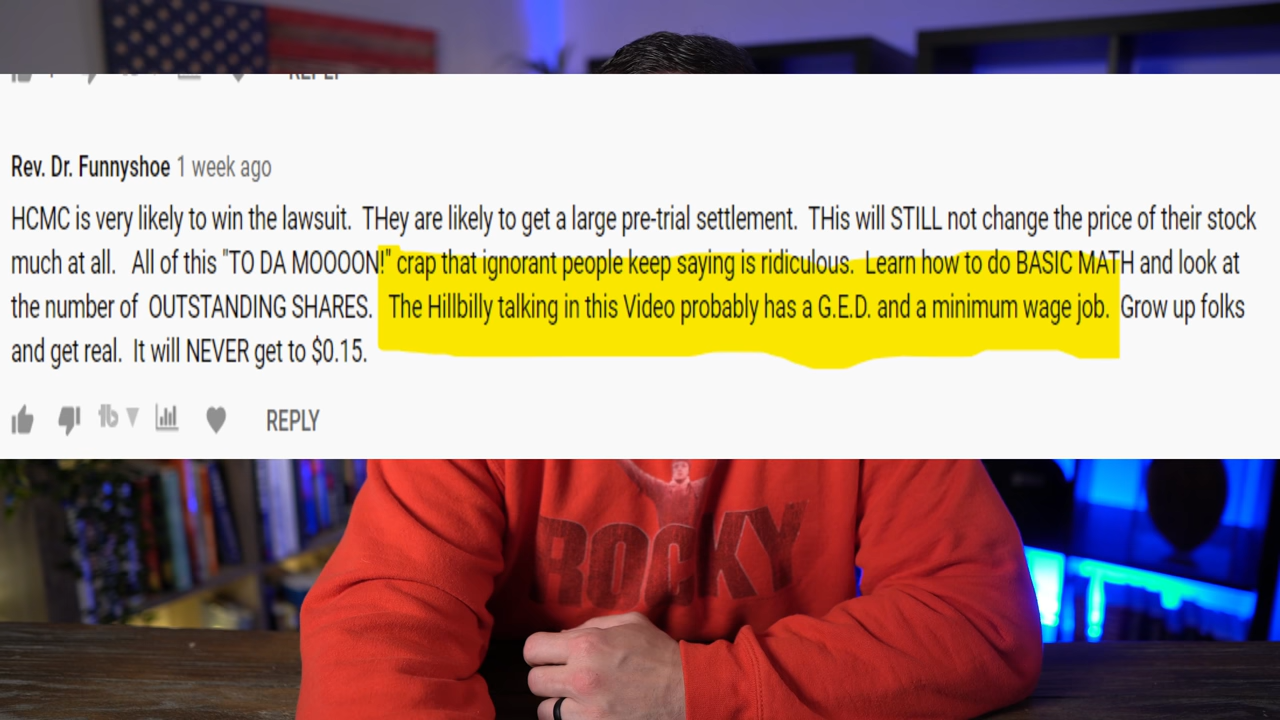 REPLY
Rev. Dr. Funnyshoe 1 week ago
HCMC is very likely to win the lawsuit.  THey are likely to get a large pre-trial settlement.  THis will STILL not change the price of their stock
much at all.   All of this "TO DA MOOOON!" crap that ignorant people keep saying is ridiculous.  Learn how to do BASIC MATH and look at
the number of  OUTSTANDING SHARES.   The Hillbilly talking in this Video probably has a G.E.D. and a minimum wage job.  Grow up folks
and get real.  It will NEVER get to $0.15.
REPLY
ROCKY